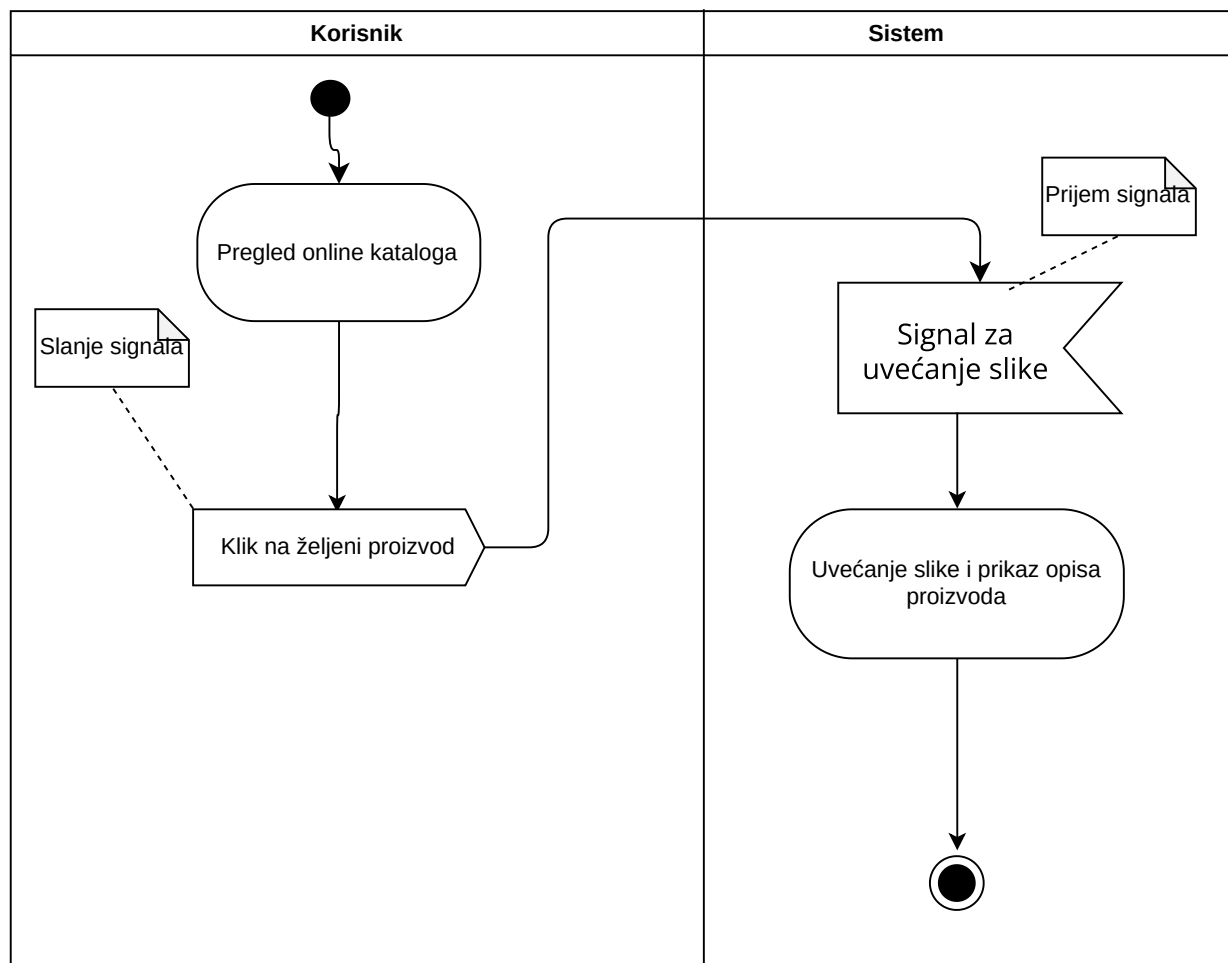 Korisnik
Sistem
Pregled online kataloga
Slanje signala
Klik na željeni proizvod
Prijem signala
Signal za
uvećanje slike
Uvećanje slike i prikaz opisa
proizvoda